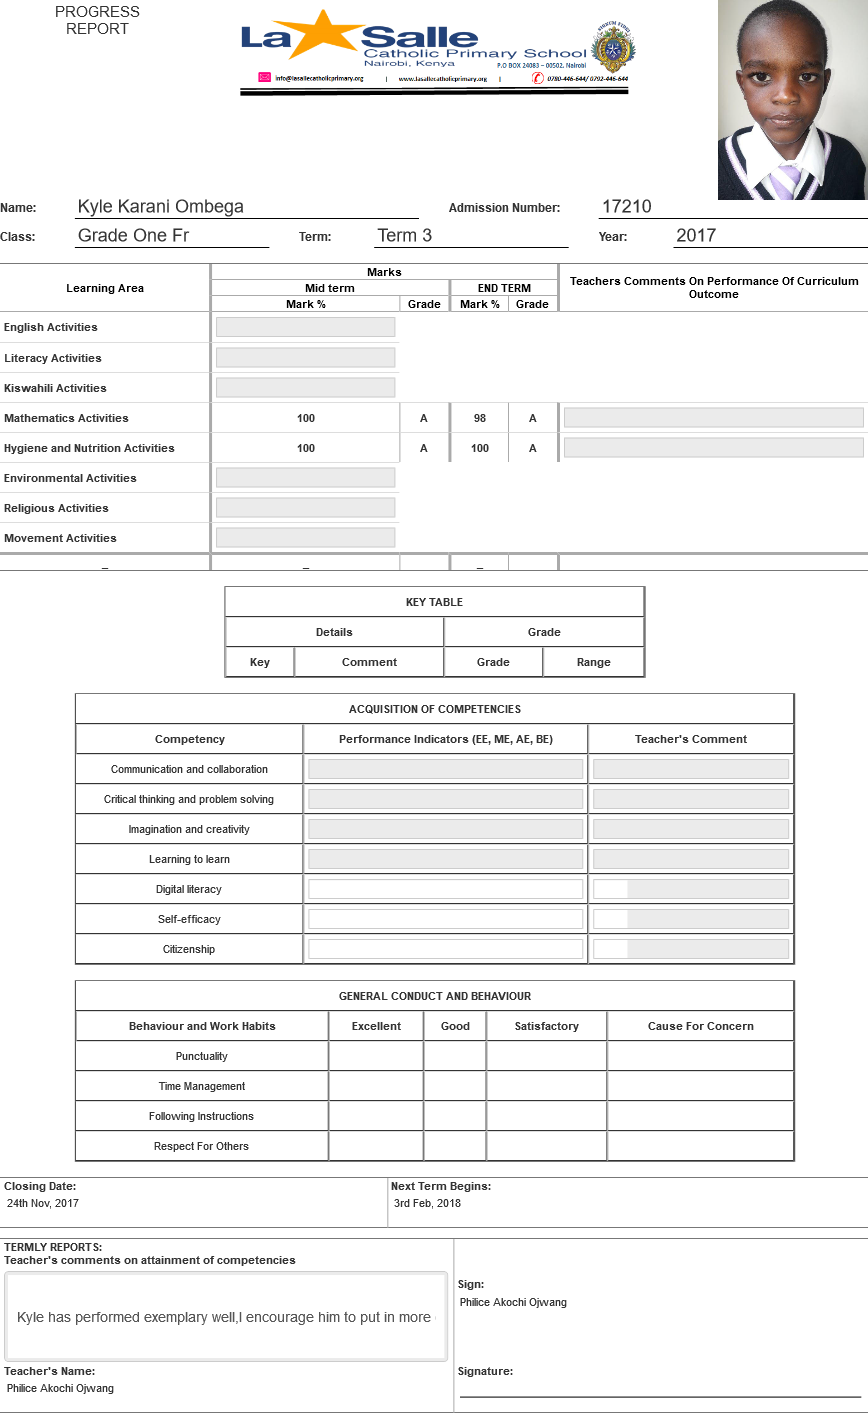 PROGRESS
REPORT
La Salle
Catholic Primary School
Nairobi, Kenya
P.O BOX 24083 – 00502, Nairobi
info@lasallecatholicprimary.org | www.lasallecatholicprimary.org | 0780-446-644/ 0792-446-644
Name: Kyle Karani Ombega Admission Number: 17210
Class: Grade One Fr Term: Term 3 Year: 2017
Learning Area
Marks
Mid term END TERM
Mark % Grade Mark % Grade
Teachers Comments On Performance Of Curriculum
Outcome
English Activities
Literacy Activities
Kiswahili Activities
Mathematics Activities 100 A 98 A
Hygiene and Nutrition Activities 100 A 100 A
Environmental Activities
Religious Activities
Movement Activities
– – –
KEY TABLE
Details Grade
Key Comment Grade Range
ACQUISITION OF COMPETENCIES
Competency Performance Indicators (EE, ME, AE, BE) Teacher's Comment
Communication and collaboration
Critical thinking and problem solving
Imagination and creativity
Learning to learn
Digital literacy
Self-efficacy
Citizenship
GENERAL CONDUCT AND BEHAVIOUR
Behaviour and Work Habits Excellent Good Satisfactory Cause For Concern
Punctuality
Time Management
Following Instructions
Respect For Others
Closing Date: Next Term Begins:
24th Nov, 2017 3rd Feb, 2018
TERMLY REPORTS:
Teacher's comments on attainment of competencies
Kyle has performed exemplary well,I encourage him to put in more
Sign:
Philice Akochi Ojwang
Teacher's Name:
Philice Akochi Ojwang
Signature: